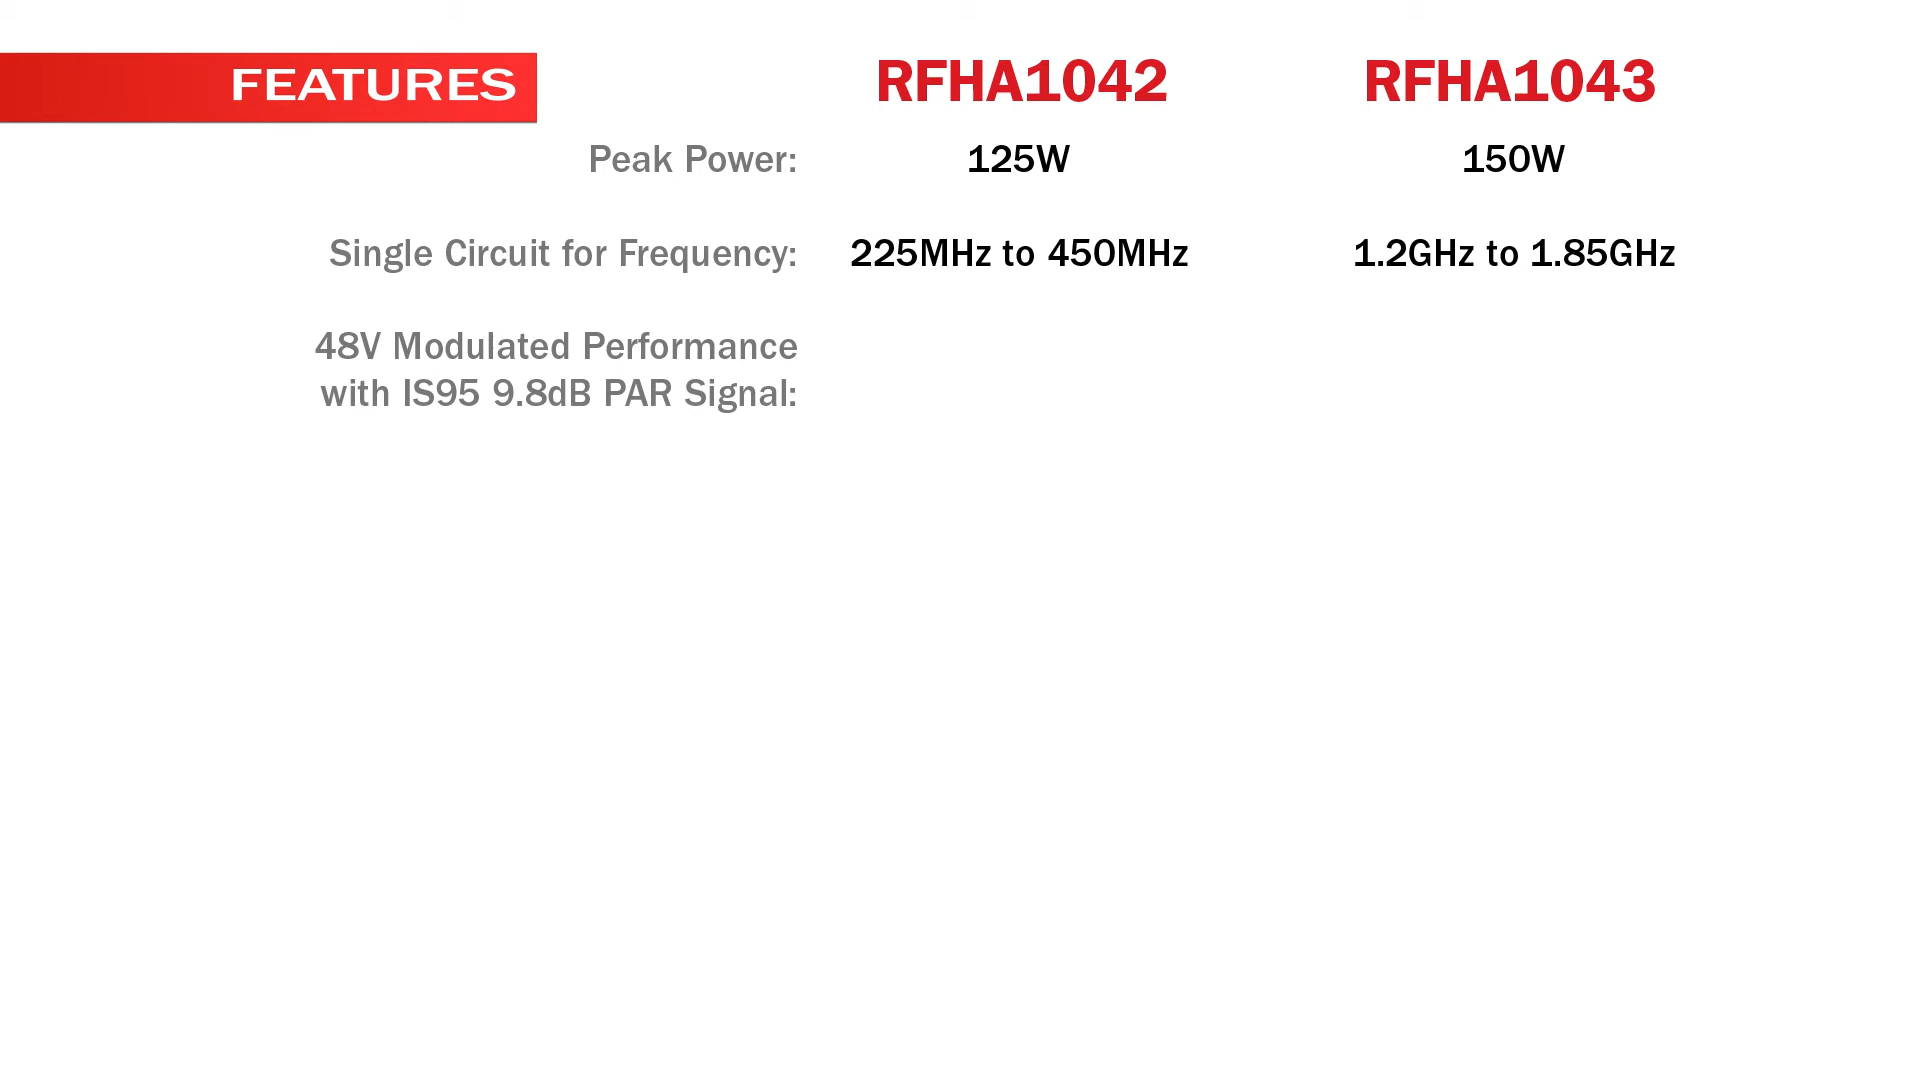 FEATURES RFHA1042 RFHA1043
Peak Power: 125W 150W
Single Circuit for Frequency: 225MHz to 450MHz 1.2GHz to 1.85GHz
48V Modulated Performance
with IS95 9.8dB PAR Signal: